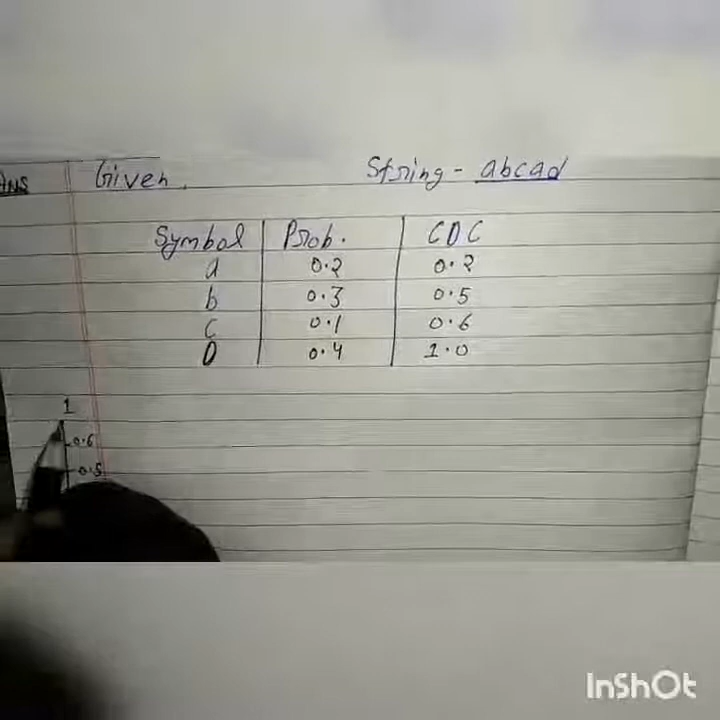 Ans Given. String - abcad
Symbol Prob. CDC
a 0.2 0.2
b 0.3 0.5
C 0.1 0.6
D 0.4 1.0
1
0.6
0.5
InShOt